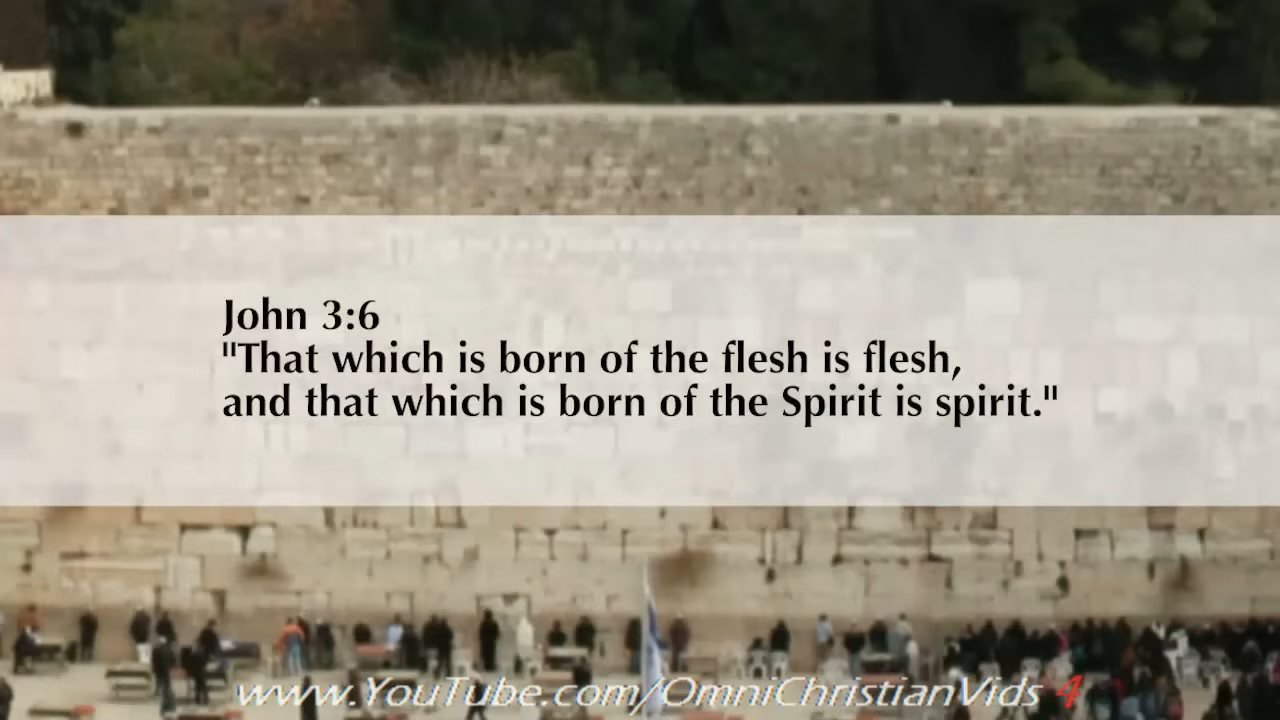 John 3:6
"That which is born of the flesh is flesh,
and that which is born of the Spirit is spirit."
www.YouTube.com/OmniChristianVids 4